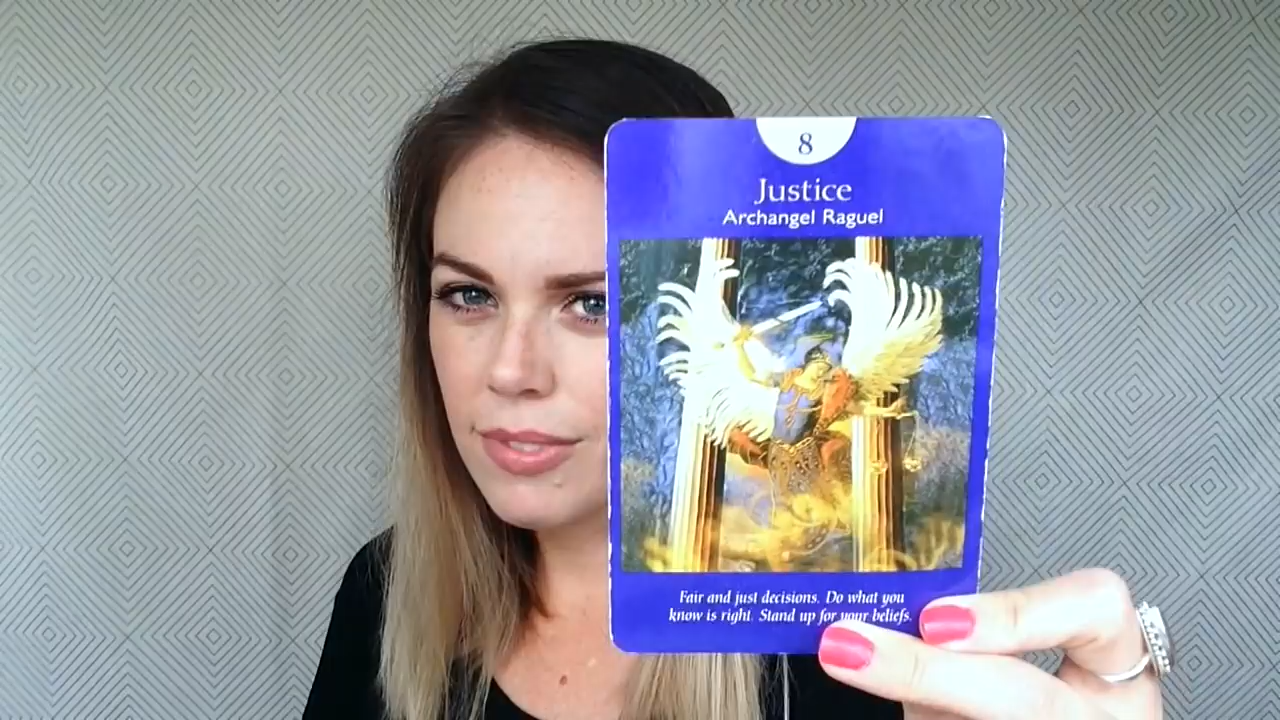 8
Justice
Archangel Raguel
Fair and just decisions. Do what you
know is right. Stand up for your beliefs.